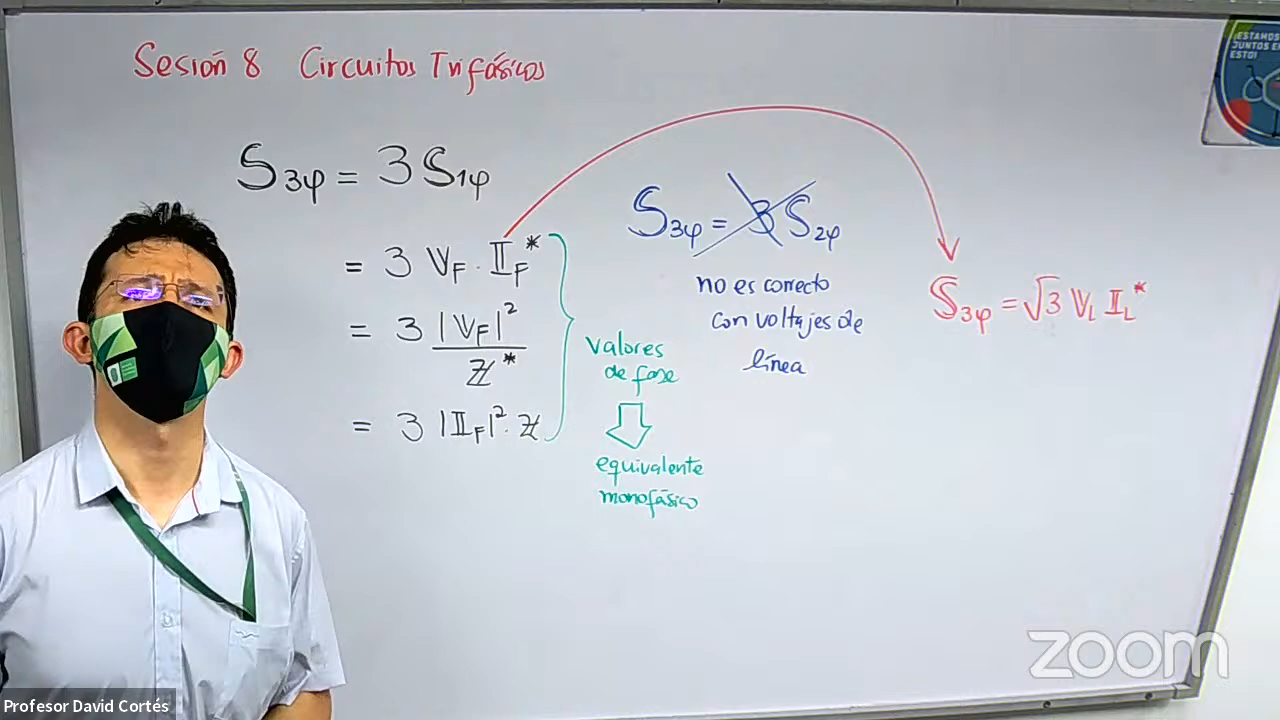 Sesión 8 Circuitos Trifásicos
S3φ = 3 S1φ
= 3 VF · IF*
= 3 |VF|² / Z*
= 3 |IF|² · Z
valores
de fase
equivalente
monofásico
S3φ = 3 S2φ
no es correcto
con voltajes de
línea
S3φ = √3 VL IL*
¡ESTAMOS
JUNTOS EN
ESTO!
zoom
Profesor David Cortés